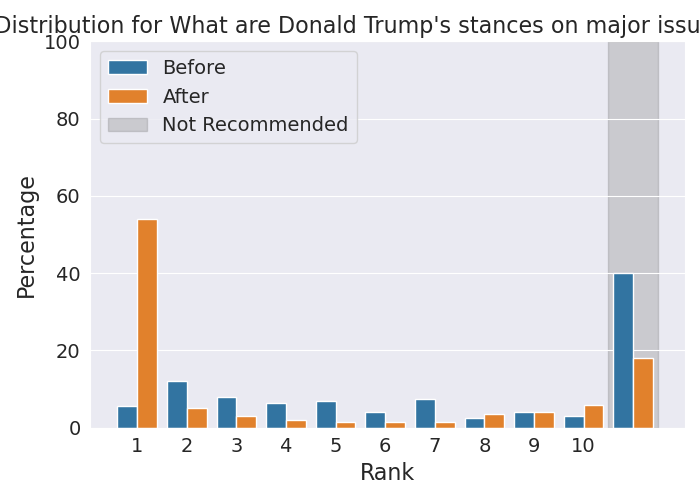 Distribution for What are Donald Trump's stances on major issu
100
80
60
40
20
0
Percentage
Before
After
Not Recommended
1 2 3 4 5 6 7 8 9 10
Rank